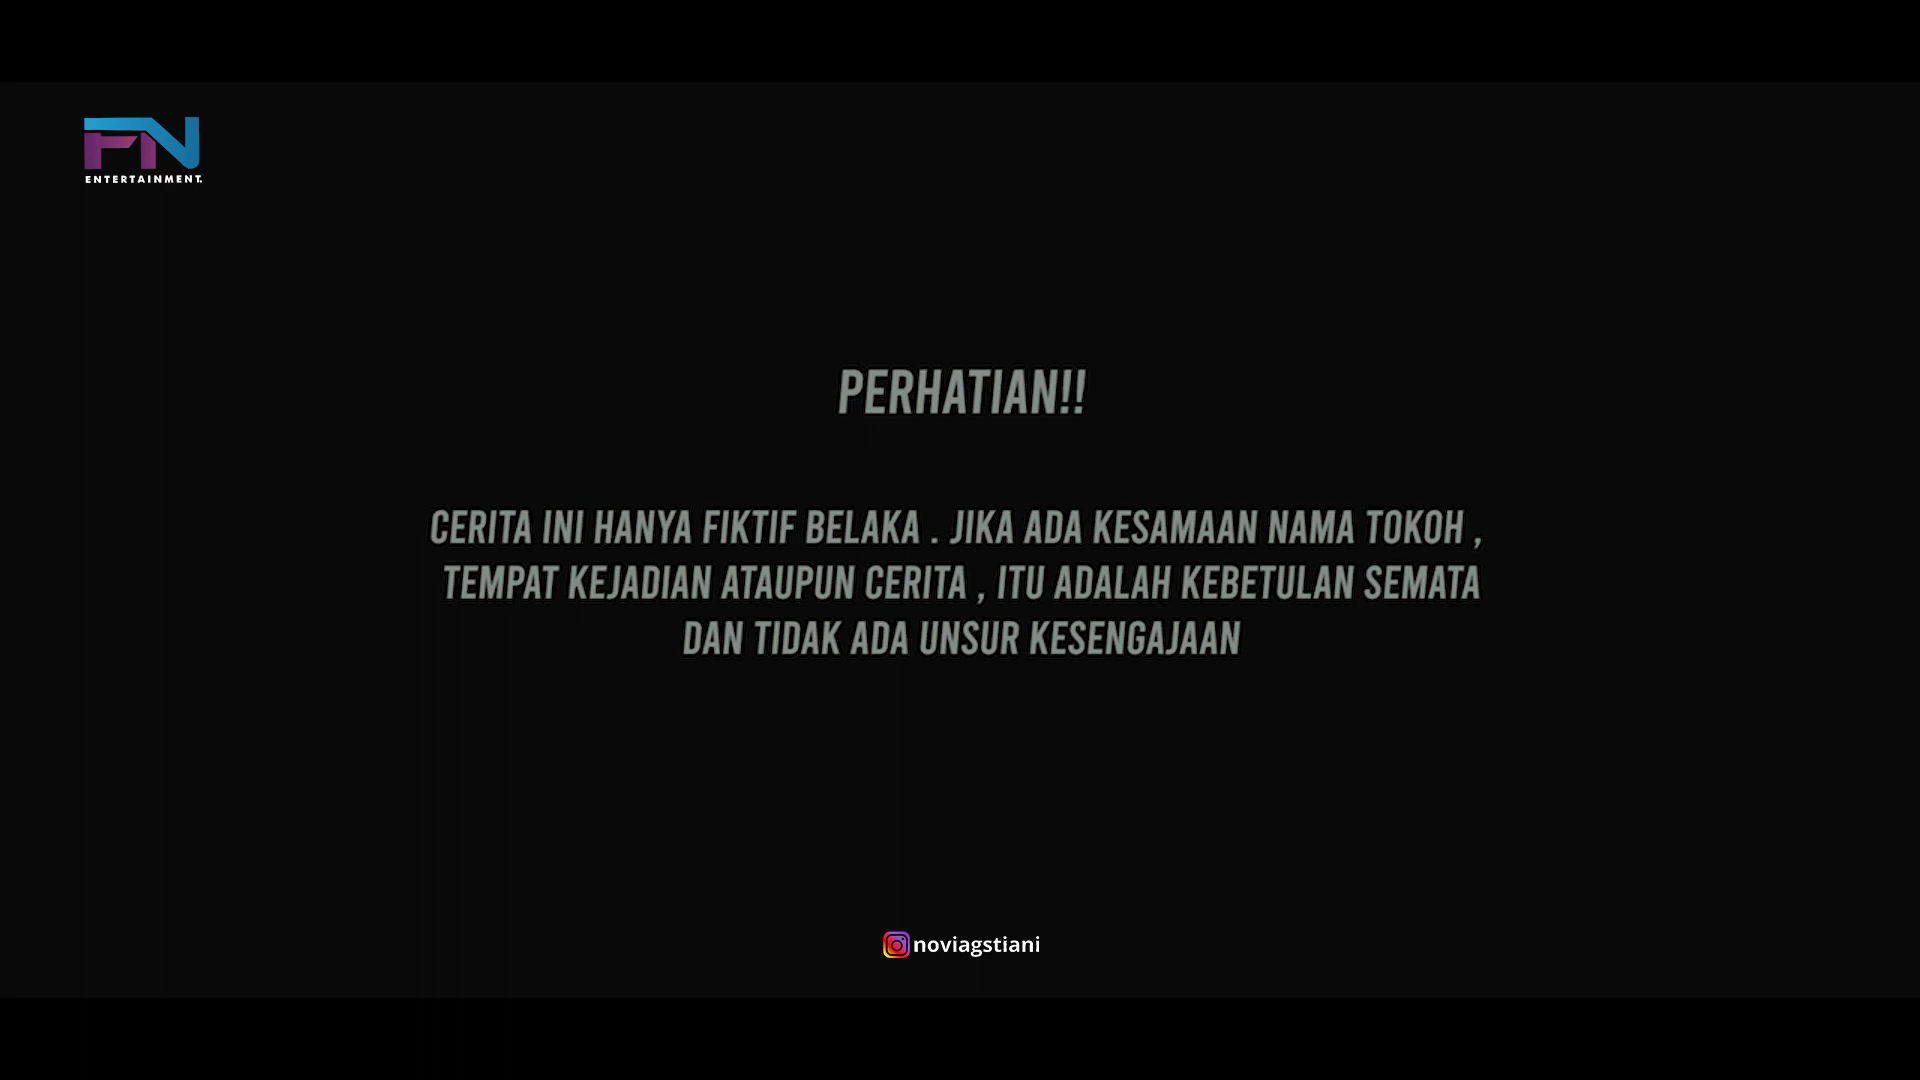 FN
ENTERTAINMENT.
PERHATIAN!!
CERITA INI HANYA FIKTIF BELAKA . JIKA ADA KESAMAAN NAMA TOKOH ,
TEMPAT KEJADIAN ATAUPUN CERITA , ITU ADALAH KEBETULAN SEMATA
DAN TIDAK ADA UNSUR KESENGAJAAN
noviagstiani